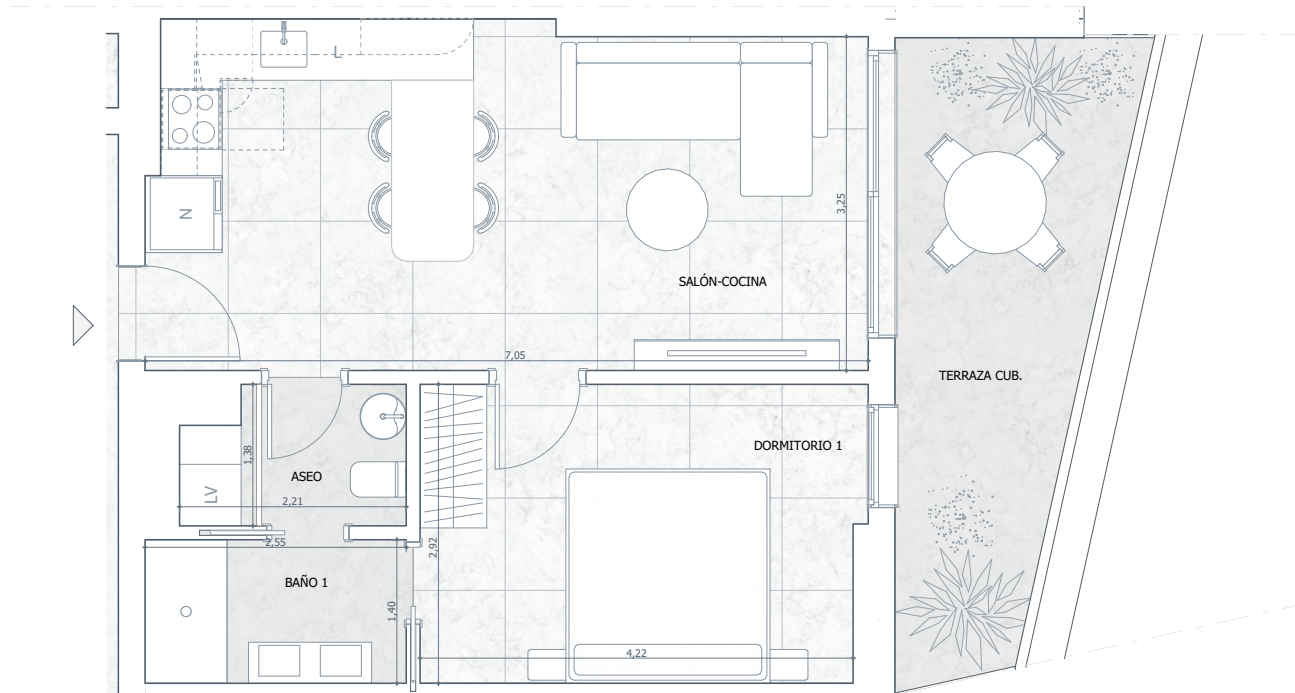 L
N
3,25
SALÓN-COCINA
7,05
TERRAZA CUB.
DORMITORIO 1
1,38
ASEO
LV
2,21
2,55
2,92
BAÑO 1
1,40
4,22